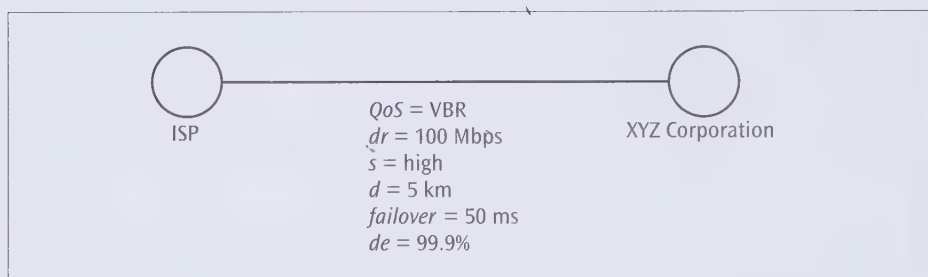 ISP
QoS = VBR
dr = 100 Mbps
s = high
d = 5 km
failover = 50 ms
de = 99.9%
XYZ Corporation